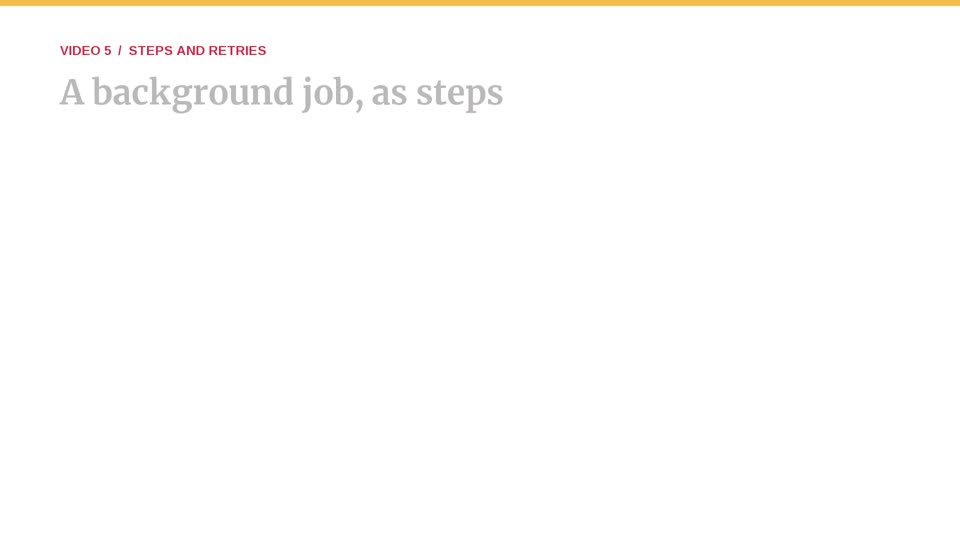 VIDEO 5 / STEPS AND RETRIES
A background job, as steps